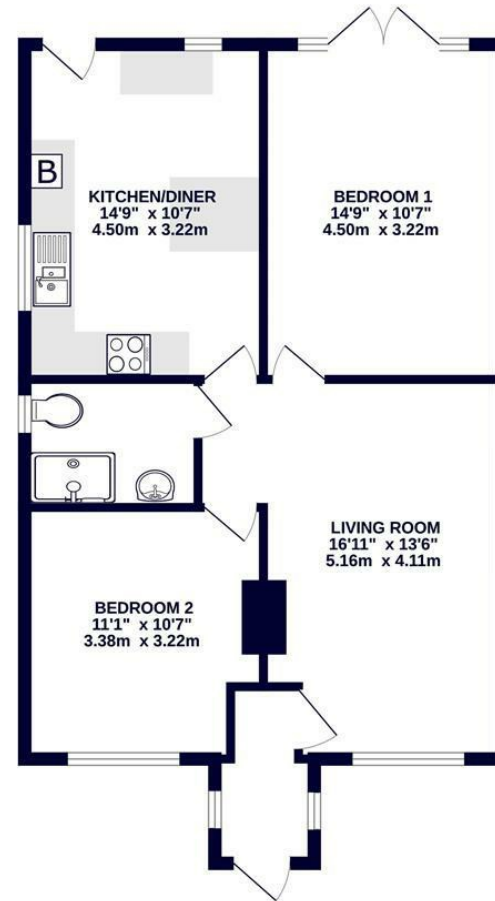 B
KITCHEN/DINER
14'9" x 10'7"
4.50m x 3.22m
BEDROOM 1
14'9" x 10'7"
4.50m x 3.22m
LIVING ROOM
16'11" x 13'6"
5.16m x 4.11m
BEDROOM 2
11'1" x 10'7"
3.38m x 3.22m